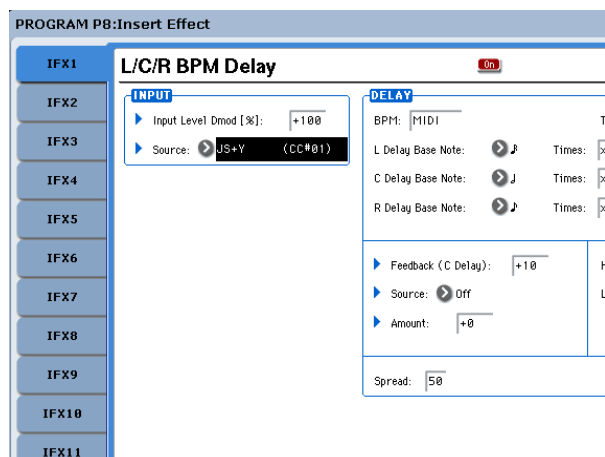 PROGRAM P8:Insert Effect
IFX1
IFX2
IFX3
IFX4
IFX5
IFX6
IFX7
IFX8
IFX9
IFX10
IFX11
L/C/R BPM Delay
On
INPUT
Input Level Dmod [%]: +100
Source: JS+Y (CC#01)
DELAY
BPM: MIDI T
L Delay Base Note: ♪ Times: x
C Delay Base Note: ♩ Times: x
R Delay Base Note: ♪ Times: x
Feedback (C Delay): +10 H
Source: Off L
Amount: +0
Spread: 50